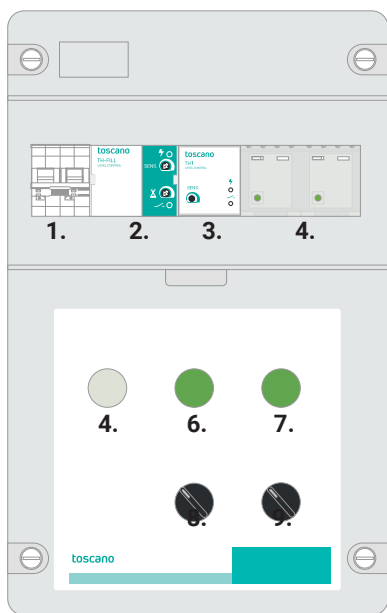 toscano
TH-FILL
LEVEL CONTROL
SENS.
toscano
TH1
LEVEL CONTROL
SENS.
1.
2.
3.
4.
4.
6.
7.
8.
9.
toscano